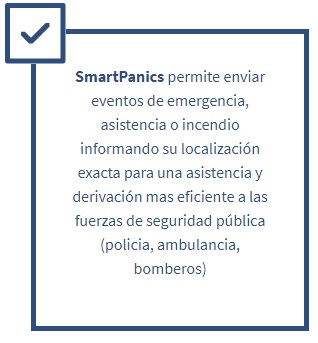 SmartPanics permite enviar
eventos de emergencia,
asistencia o incendio
informando su localización
exacta para una asistencia y
derivación mas eficiente a las
fuerzas de seguridad pública
(policia, ambulancia,
bomberos)